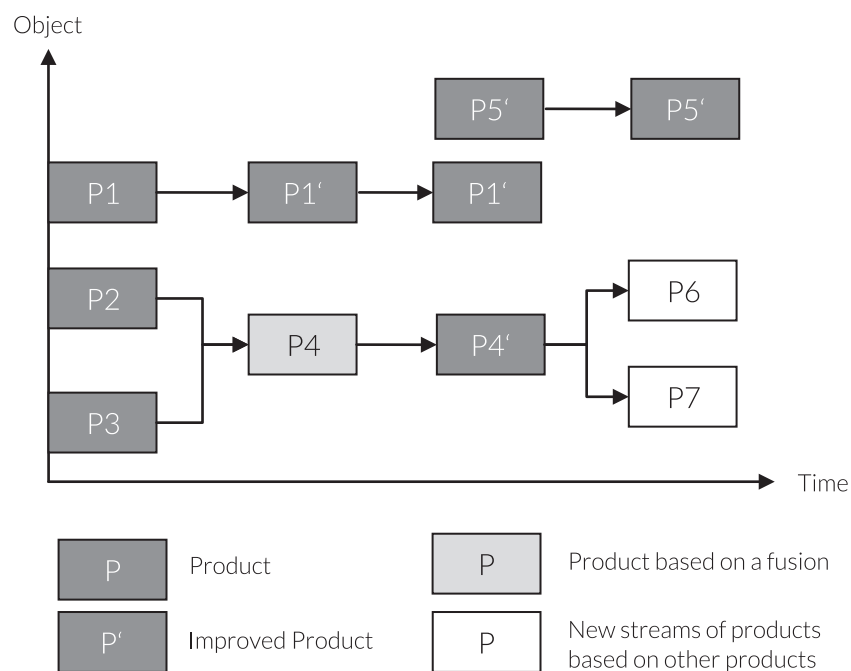 Object
P5‘ P5‘
P1 P1‘ P1‘
P2 P6
P4 P4‘
P3 P7
Time
P Product P Product based on a fusion
P‘ Improved Product P New streams of products
based on other products